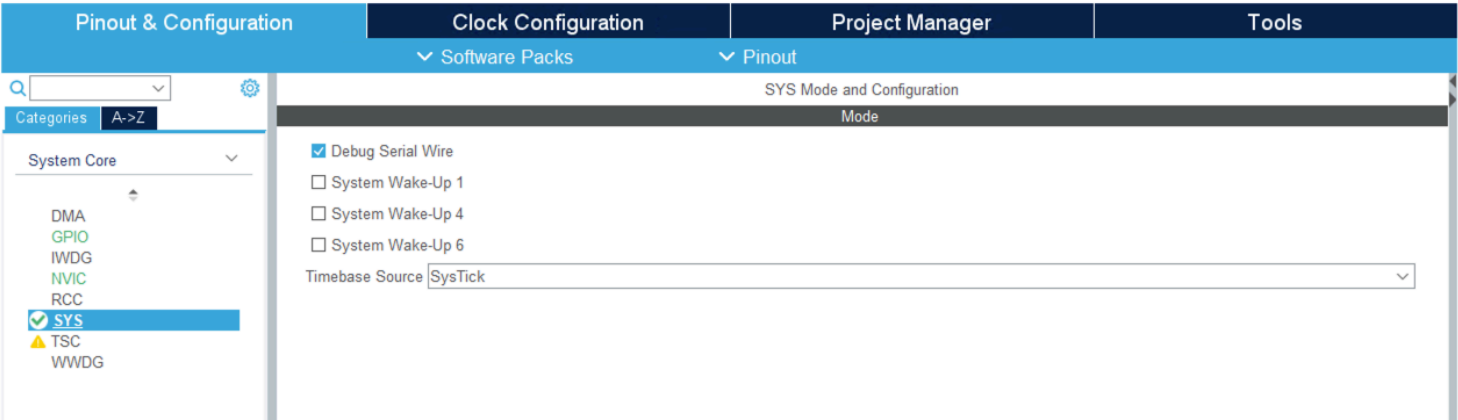 Pinout & Configuration Clock Configuration Project Manager Tools
Software Packs Pinout
SYS Mode and Configuration
Categories A->Z
Mode
System Core
Debug Serial Wire
System Wake-Up 1
System Wake-Up 4
System Wake-Up 6
Timebase Source SysTick
DMA
GPIO
IWDG
NVIC
RCC
SYS
TSC
WWDG